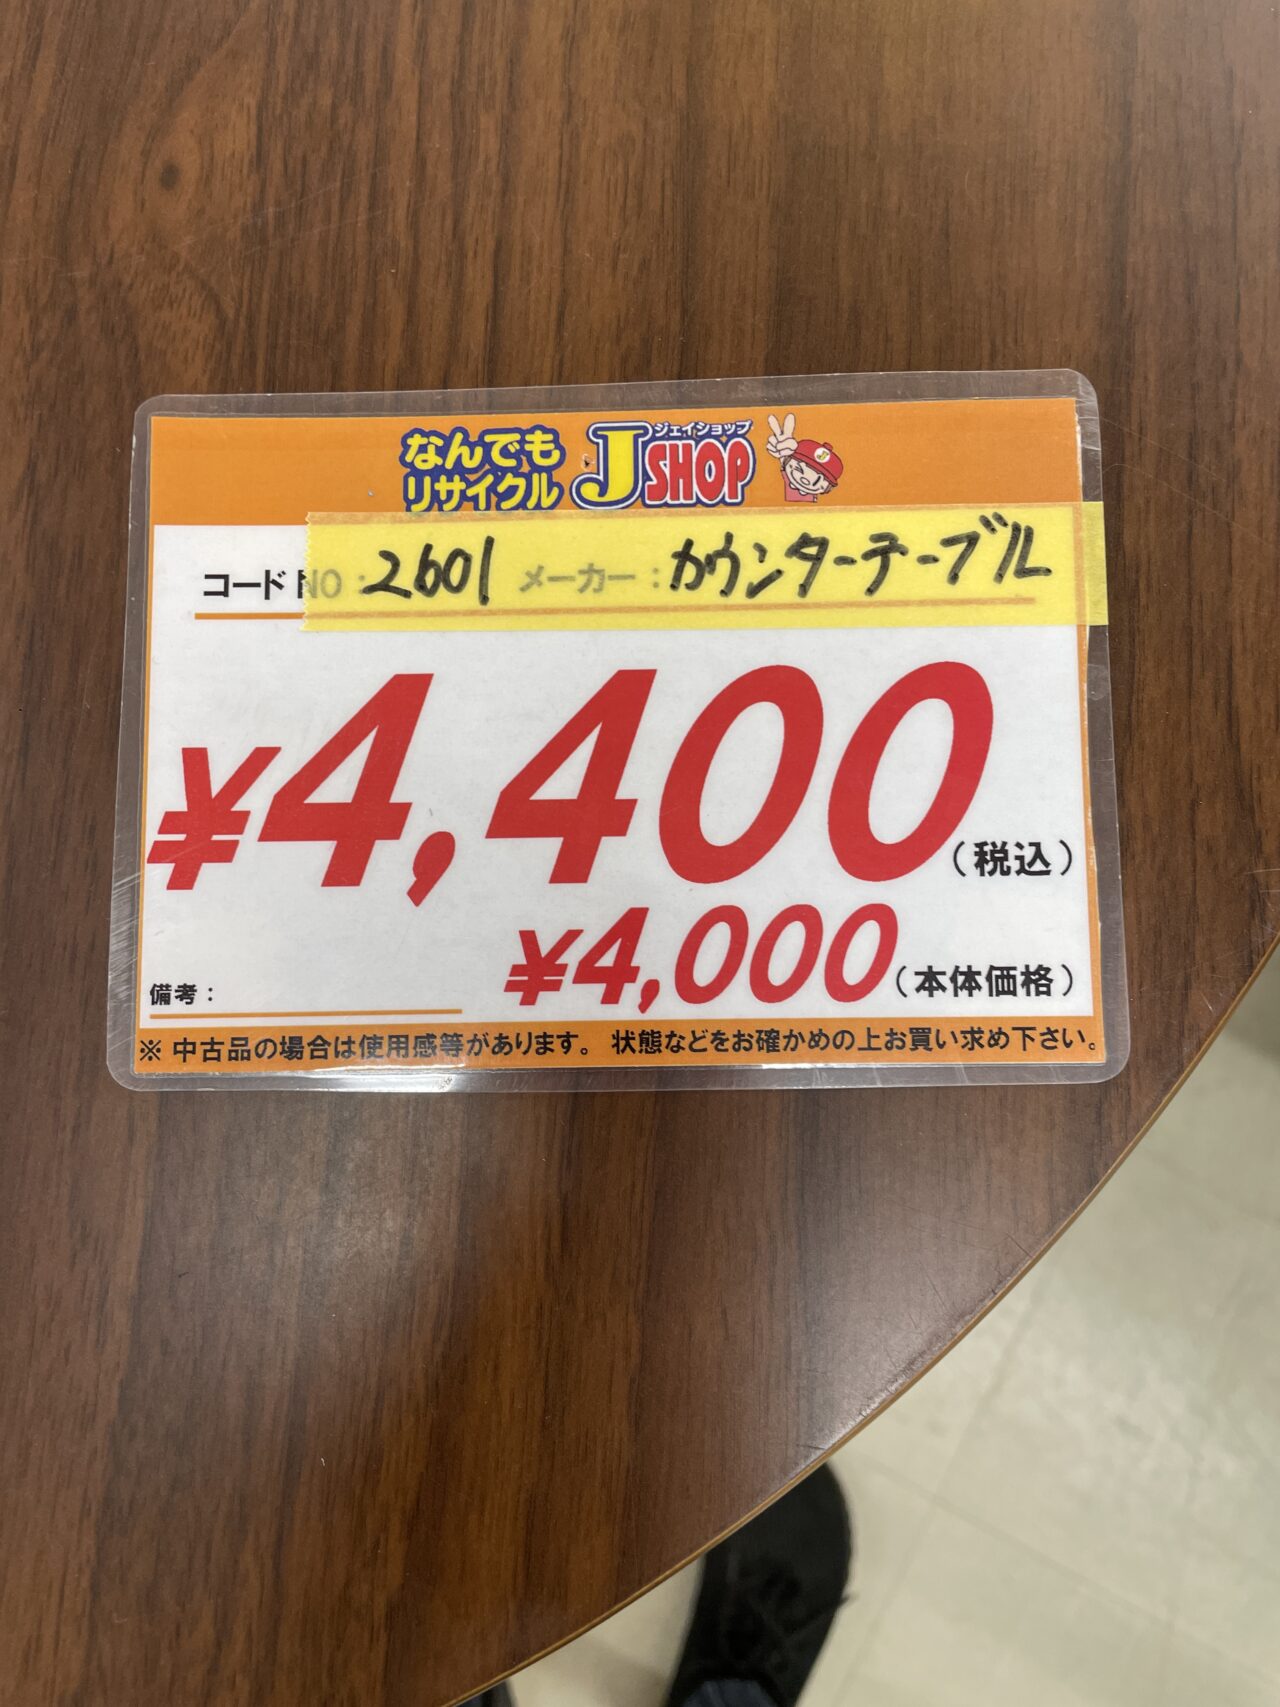 なんでも
リサイクル
ジェイショップ
J SHOP
コードNO：2601 メーカー：カウンターテーブル
¥4,400（税込）
¥4,000（本体価格）
備考：
※ 中古品の場合は使用感等があります。 状態などをお確かめの上お買い求め下さい。